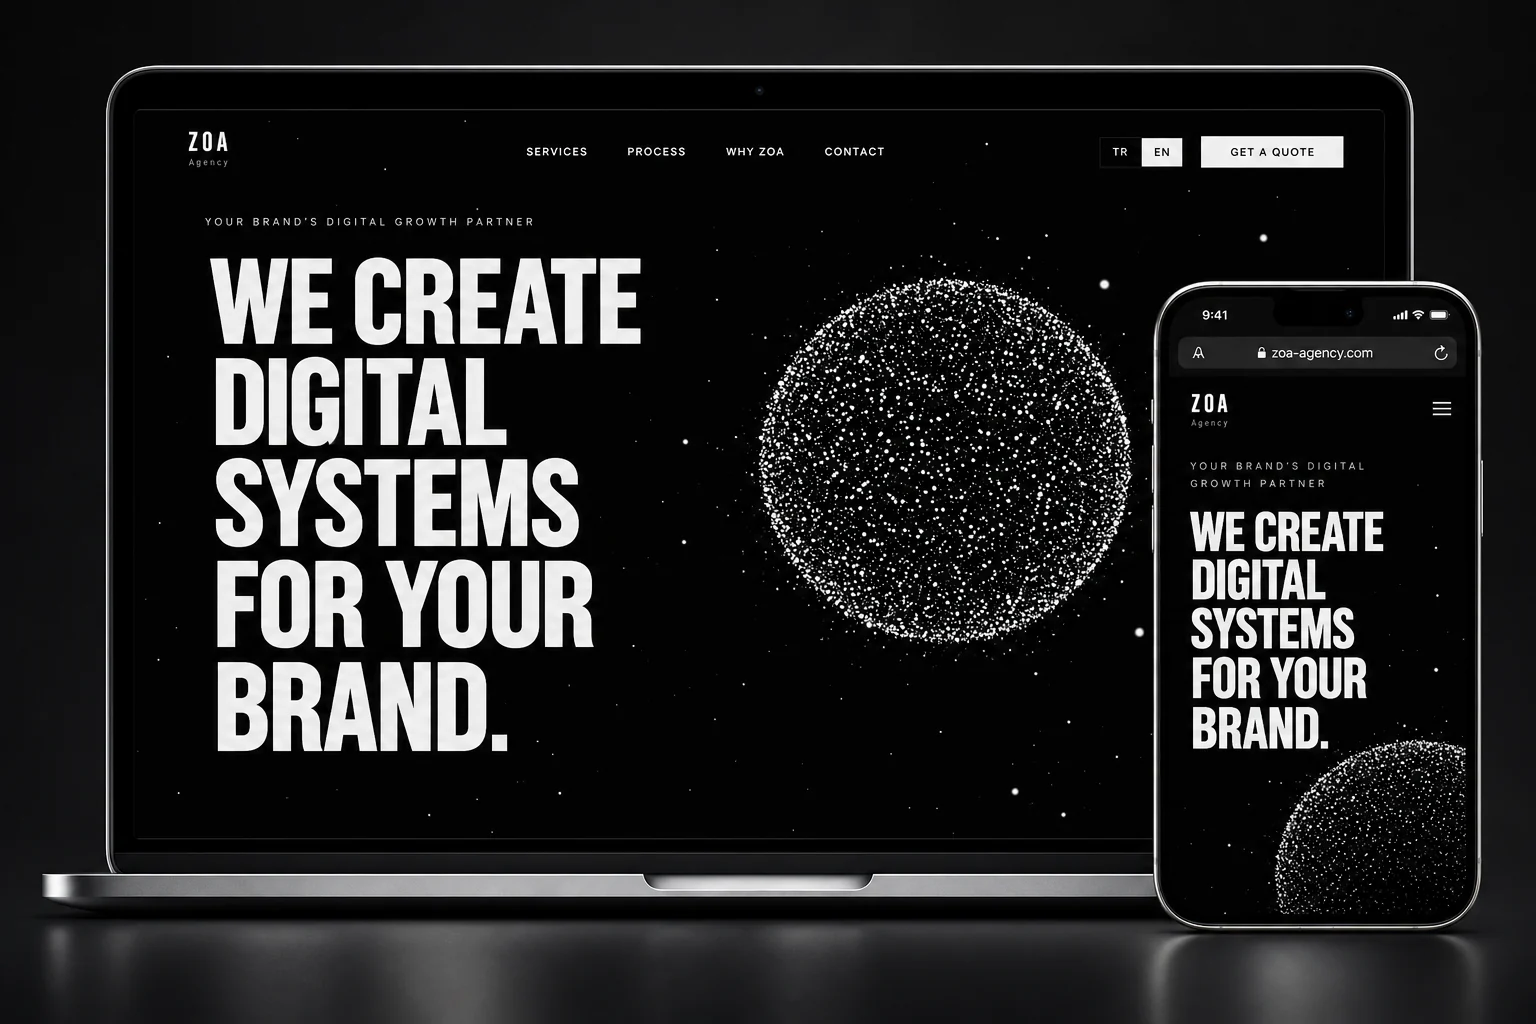 ZOA
Agency
SERVICES PROCESS WHY ZOA CONTACT
TR EN
GET A QUOTE
YOUR BRAND'S DIGITAL GROWTH PARTNER
WE CREATE
DIGITAL
SYSTEMS
FOR YOUR
BRAND.
9:41
zoa-agency.com
ZOA
Agency
YOUR BRAND'S DIGITAL
GROWTH PARTNER
WE CREATE
DIGITAL
SYSTEMS
FOR YOUR
BRAND.